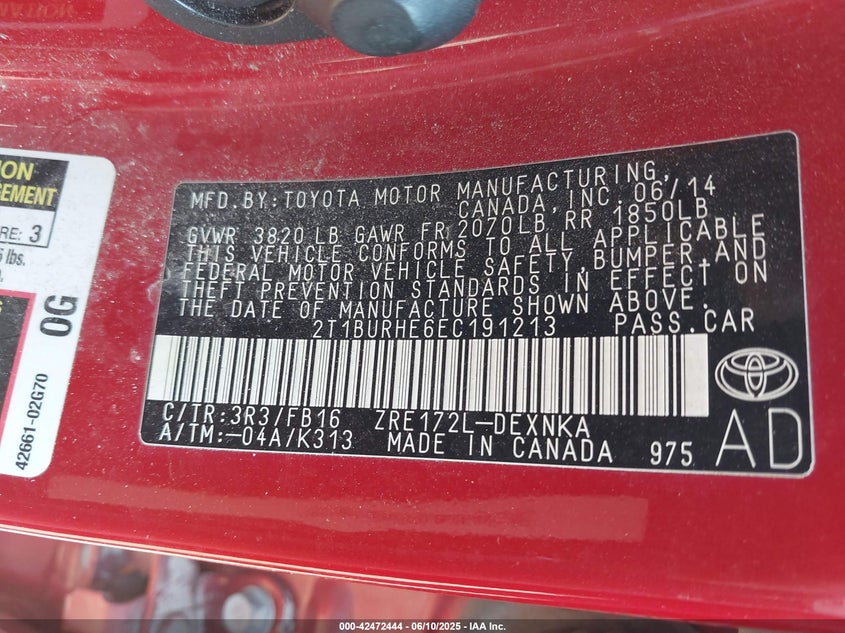 ION
GEMENT
RE: 3
lbs.
0G
42661-02G70
MFD.BY:TOYOTA MOTOR MANUFACTURING,
CANADA,INC.06/14
GVWR 3820 LB GAWR FR 2070LB, RR 1850LB
THIS VEHICLE CONFORMS TO ALL APPLICABLE
FEDERAL MOTOR VEHICLE SAFETY,BUMPER,AND
THEFT PREVENTION STANDARDS IN EFFECT ON
THE DATE OF MANUFACTURE SHOWN ABOVE.
2T1BURHE6EC191213 PASS.CAR
C/TR:3R3/FB16 ZRE172L-DEXNKA
A/TM:-04A/K313 MADE IN CANADA 975
AD
000-42472444 - 06/10/2025 - IAA Inc.